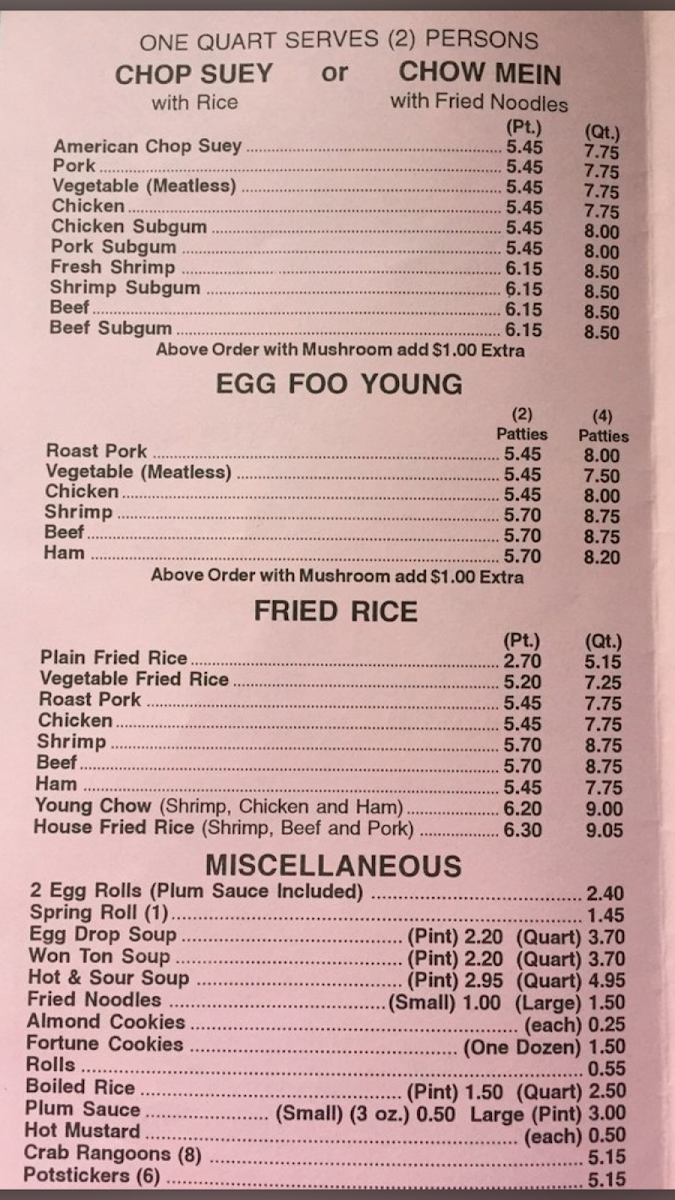 ONE QUART SERVES (2) PERSONS
CHOP SUEY or CHOW MEIN
with Rice with Fried Noodles
(Pt.) (Qt.)
American Chop Suey 5.45 7.75
Pork 5.45 7.75
Vegetable (Meatless) 5.45 7.75
Chicken 5.45 7.75
Chicken Subgum 5.45 8.00
Pork Subgum 5.45 8.00
Fresh Shrimp 6.15 8.50
Shrimp Subgum 6.15 8.50
Beef 6.15 8.50
Beef Subgum 6.15 8.50
Above Order with Mushroom add $1.00 Extra
EGG FOO YOUNG
(2) (4)
Patties Patties
Roast Pork 5.45 8.00
Vegetable (Meatless) 5.45 7.50
Chicken 5.45 8.00
Shrimp 5.70 8.75
Beef 5.70 8.75
Ham 5.70 8.20
Above Order with Mushroom add $1.00 Extra
FRIED RICE
(Pt.) (Qt.)
Plain Fried Rice 2.70 5.15
Vegetable Fried Rice 5.20 7.25
Roast Pork 5.45 7.75
Chicken 5.45 7.75
Shrimp 5.70 8.75
Beef 5.70 8.75
Ham 5.45 7.75
Young Chow (Shrimp, Chicken and Ham) 6.20 9.00
House Fried Rice (Shrimp, Beef and Pork) 6.30 9.05
MISCELLANEOUS
2 Egg Rolls (Plum Sauce Included) 2.40
Spring Roll (1) 1.45
Egg Drop Soup (Pint) 2.20 (Quart) 3.70
Won Ton Soup (Pint) 2.20 (Quart) 3.70
Hot & Sour Soup (Pint) 2.95 (Quart) 4.95
Fried Noodles (Small) 1.00 (Large) 1.50
Almond Cookies (each) 0.25
Fortune Cookies (One Dozen) 1.50
Rolls 0.55
Boiled Rice (Pint) 1.50 (Quart) 2.50
Plum Sauce (Small) (3 oz.) 0.50 Large (Pint) 3.00
Hot Mustard (each) 0.50
Crab Rangoons (8) 5.15
Potstickers (6) 5.15